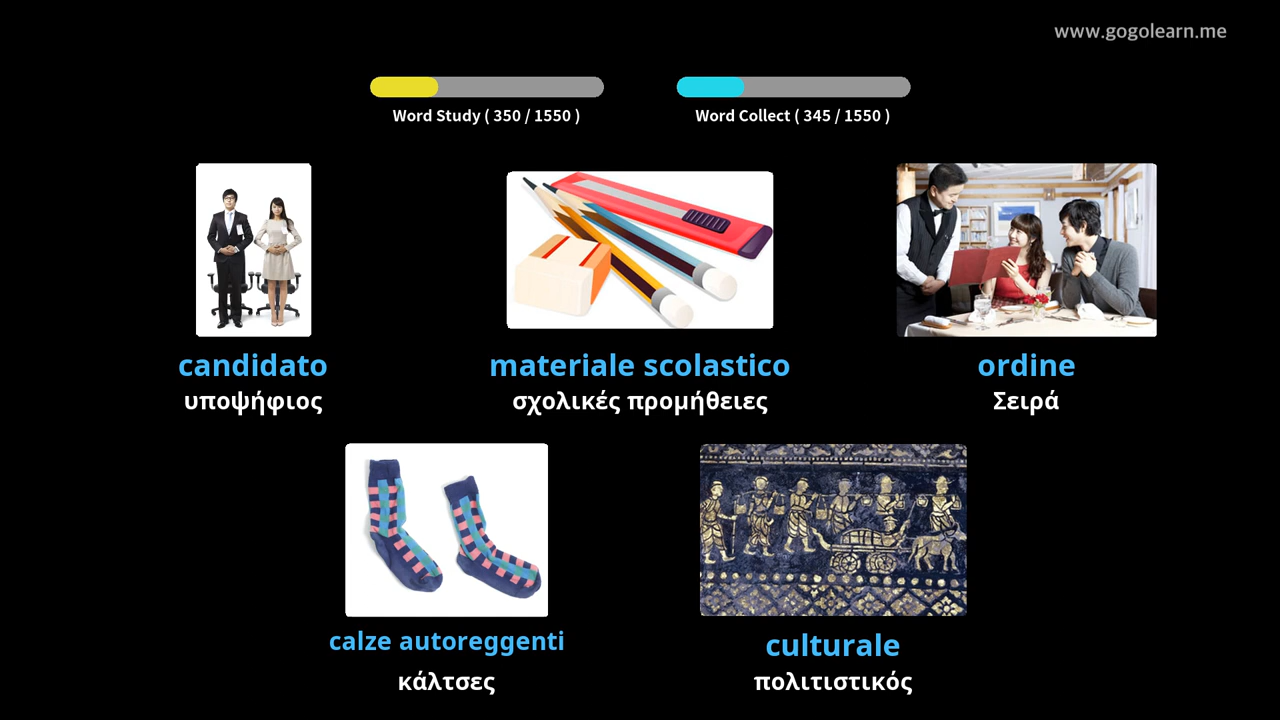 www.gogolearn.me
Word Study ( 350 / 1550 )
Word Collect ( 345 / 1550 )
candidato
υποψήφιος
materiale scolastico
σχολικές προμήθειες
ordine
Σειρά
calze autoreggenti
κάλτσες
culturale
πολιτιστικός